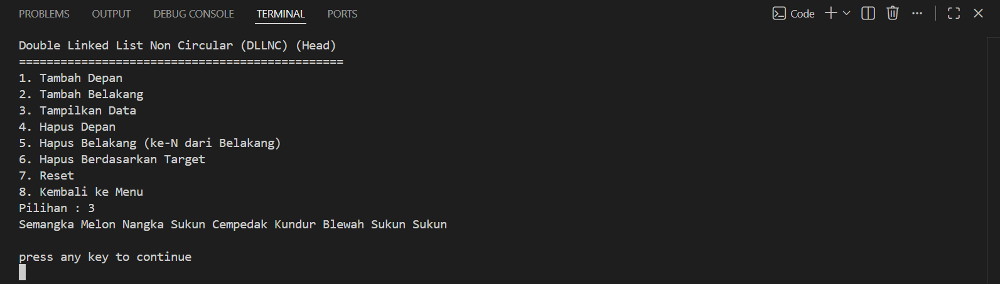 PROBLEMS OUTPUT DEBUG CONSOLE TERMINAL PORTS Code
Double Linked List Non Circular (DLLNC) (Head)
===============================================
1. Tambah Depan
2. Tambah Belakang
3. Tampilkan Data
4. Hapus Depan
5. Hapus Belakang (ke-N dari Belakang)
6. Hapus Berdasarkan Target
7. Reset
8. Kembali ke Menu
Pilihan : 3
Semangka Melon Nangka Sukun Cempedak Kundur Blewah Sukun Sukun
press any key to continue